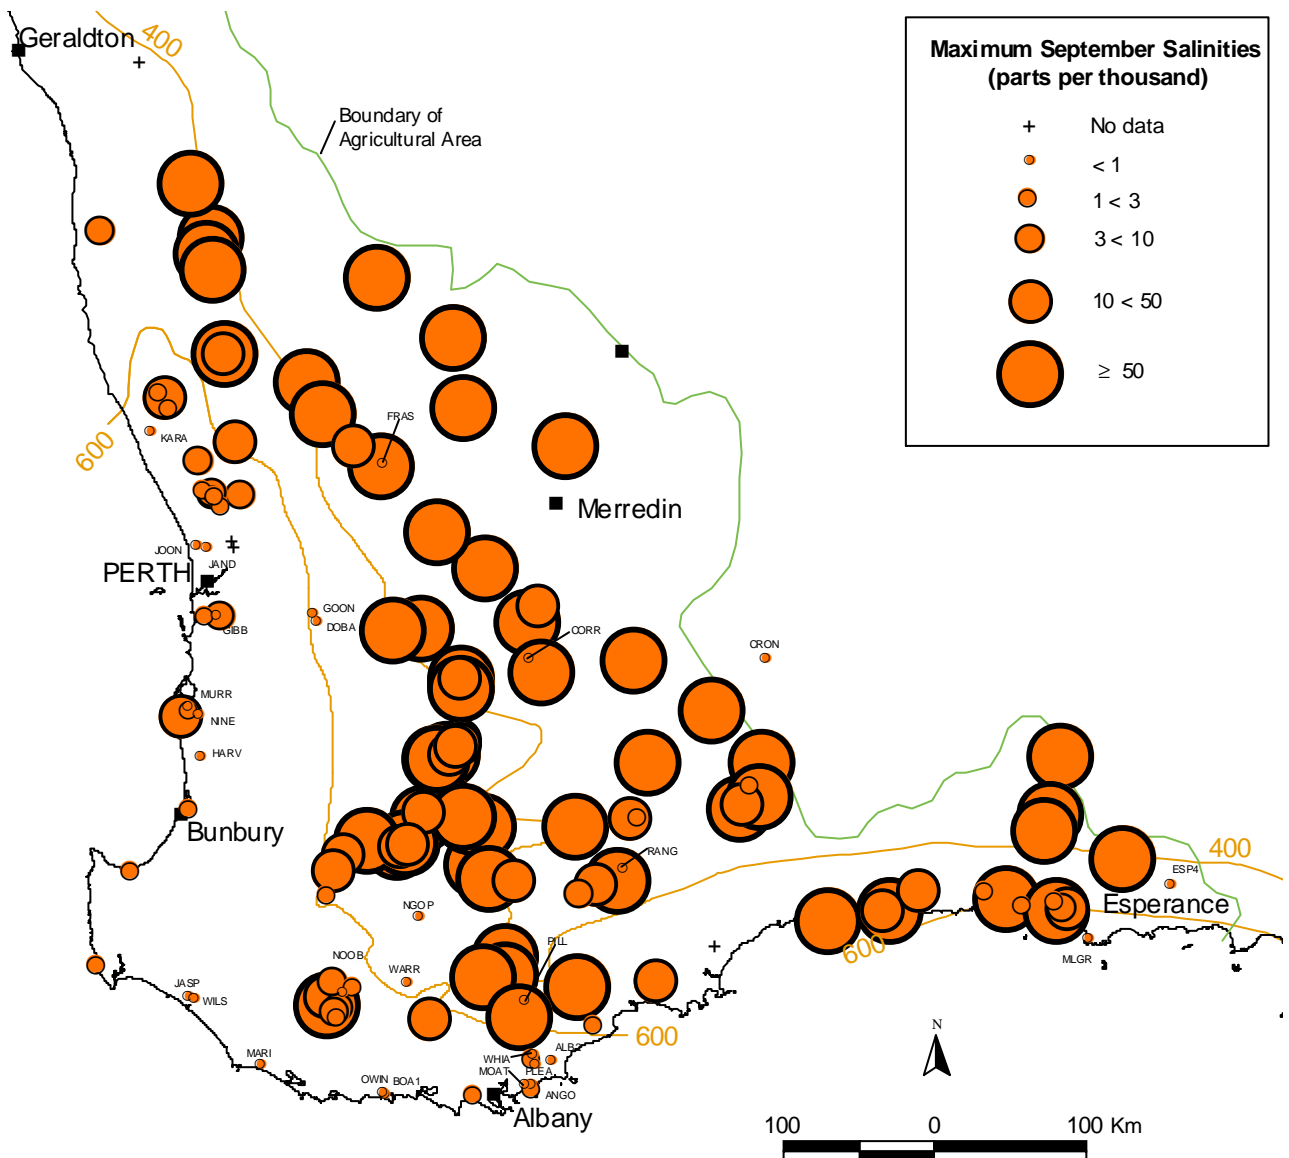 Geraldton
400
Boundary of
Agricultural Area
Maximum September Salinities
(parts per thousand)
No data
< 1
1 < 3
3 < 10
10 < 50
≥ 50
FRAS
600
KARA
Merredin
JOON
JAND
PERTH
GOON
DOBA
GIBB
CORR
CRON
MURR
NINE
HARV
Bunbury
400
RANG
ESP4
NGOP
Esperance
600
PILL
NOOB
WARR
MLGR
JASP
WILS
600
MARI
WHIA
ALB2
MOAT
PLEA
OWIN
BOA1
ANGO
Albany
N
100
0
100 Km